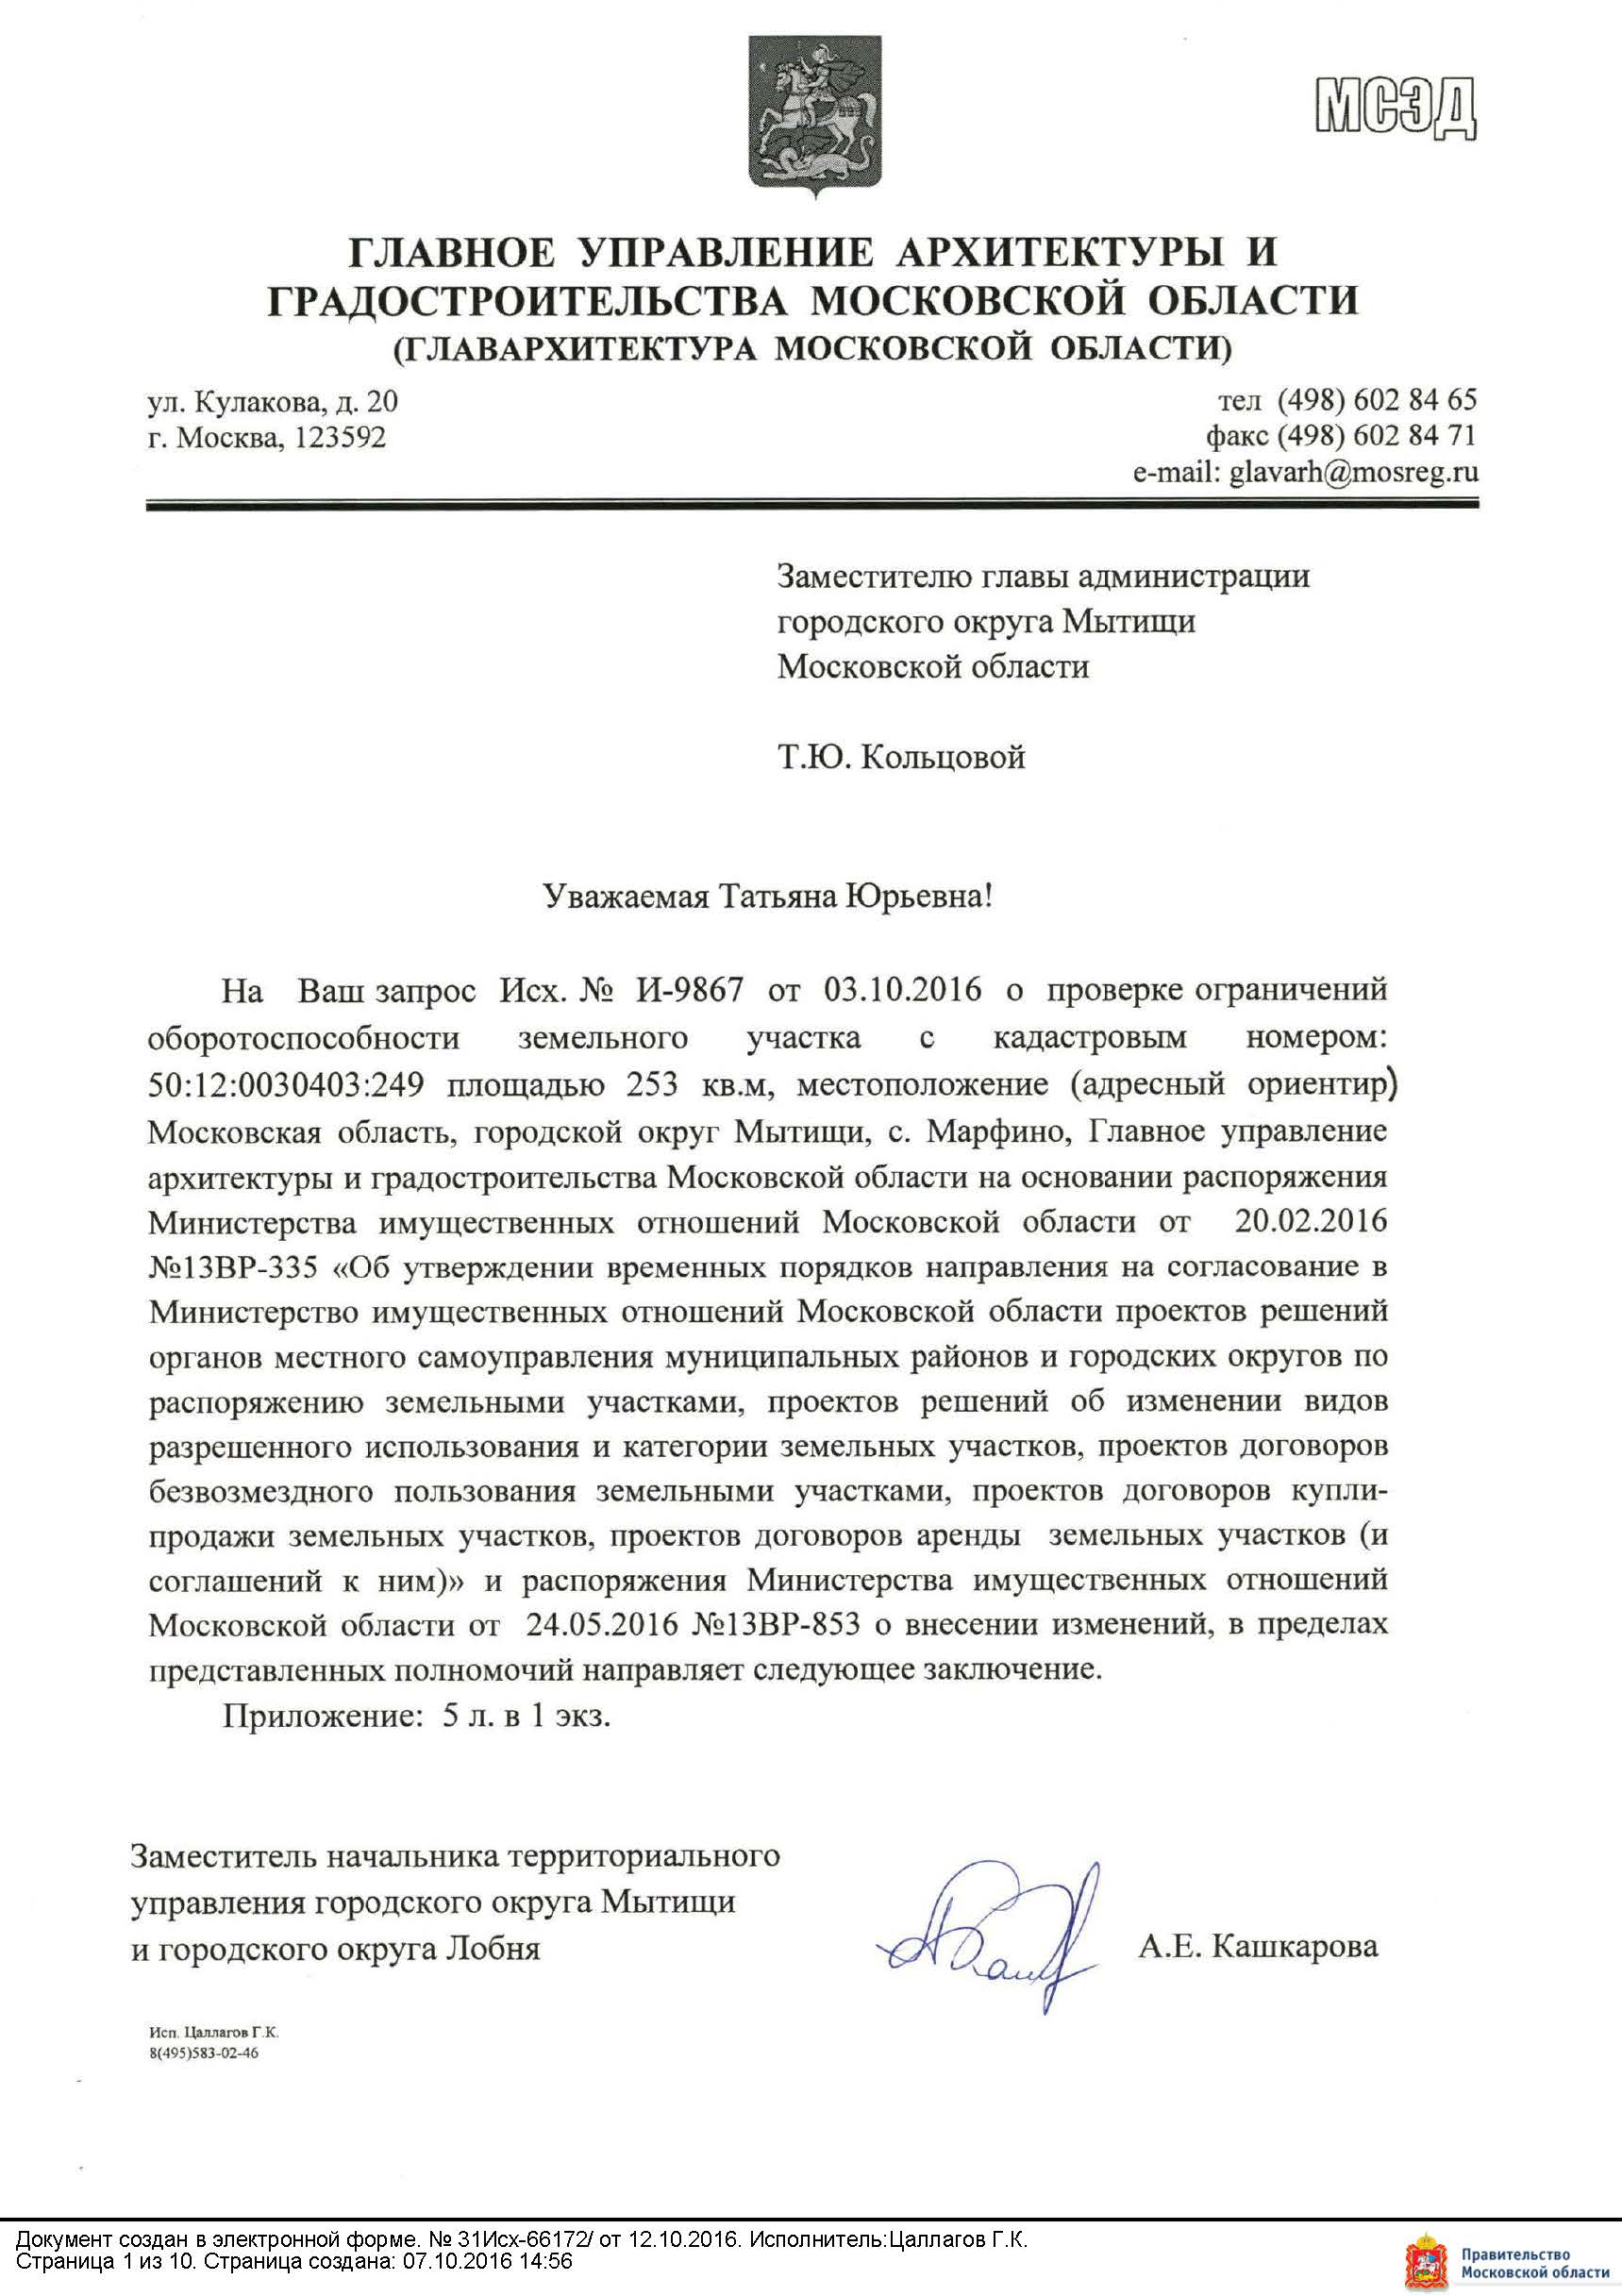 МСЭД
ГЛАВНОЕ УПРАВЛЕНИЕ АРХИТЕКТУРЫ И
ГРАДОСТРОИТЕЛЬСТВА МОСКОВСКОЙ ОБЛАСТИ
(ГЛАВАРХИТЕКТУРА МОСКОВСКОЙ ОБЛАСТИ)
ул. Кулакова, д. 20
г. Москва, 123592
тел (498) 602 84 65
факс (498) 602 84 71
e-mail: glavarh@mosreg.ru
Заместителю главы администрации
городского округа Мытищи
Московской области
Т.Ю. Кольцовой
Уважаемая Татьяна Юрьевна!
На Ваш запрос Исх. № И-9867 от 03.10.2016 о проверке ограничений
оборотоспособности земельного участка с кадастровым номером:
50:12:0030403:249 площадью 253 кв.м, местоположение (адресный ориентир)
Московская область, городской округ Мытищи, с. Марфино, Главное управление
архитектуры и градостроительства Московской области на основании распоряжения
Министерства имущественных отношений Московской области от 20.02.2016
№13ВР-335 «Об утверждении временных порядков направления на согласование в
Министерство имущественных отношений Московской области проектов решений
органов местного самоуправления муниципальных районов и городских округов по
распоряжению земельными участками, проектов решений об изменении видов
разрешенного использования и категории земельных участков, проектов договоров
безвозмездного пользования земельными участками, проектов договоров купли-
продажи земельных участков, проектов договоров аренды земельных участков (и
соглашений к ним)» и распоряжения Министерства имущественных отношений
Московской области от 24.05.2016 №13ВР-853 о внесении изменений, в пределах
представленных полномочий направляет следующее заключение.
Приложение: 5 л. в 1 экз.
Заместитель начальника территориального
управления городского округа Мытищи
и городского округа Лобня
А.Е. Кашкарова
Исп. Цаллагов Г.К.
8(495)583-02-46
Документ создан в электронной форме. № 31Исх-66172/ от 12.10.2016. Исполнитель:Цаллагов Г.К.
Страница 1 из 10. Страница создана: 07.10.2016 14:56
Правительство
Московской области